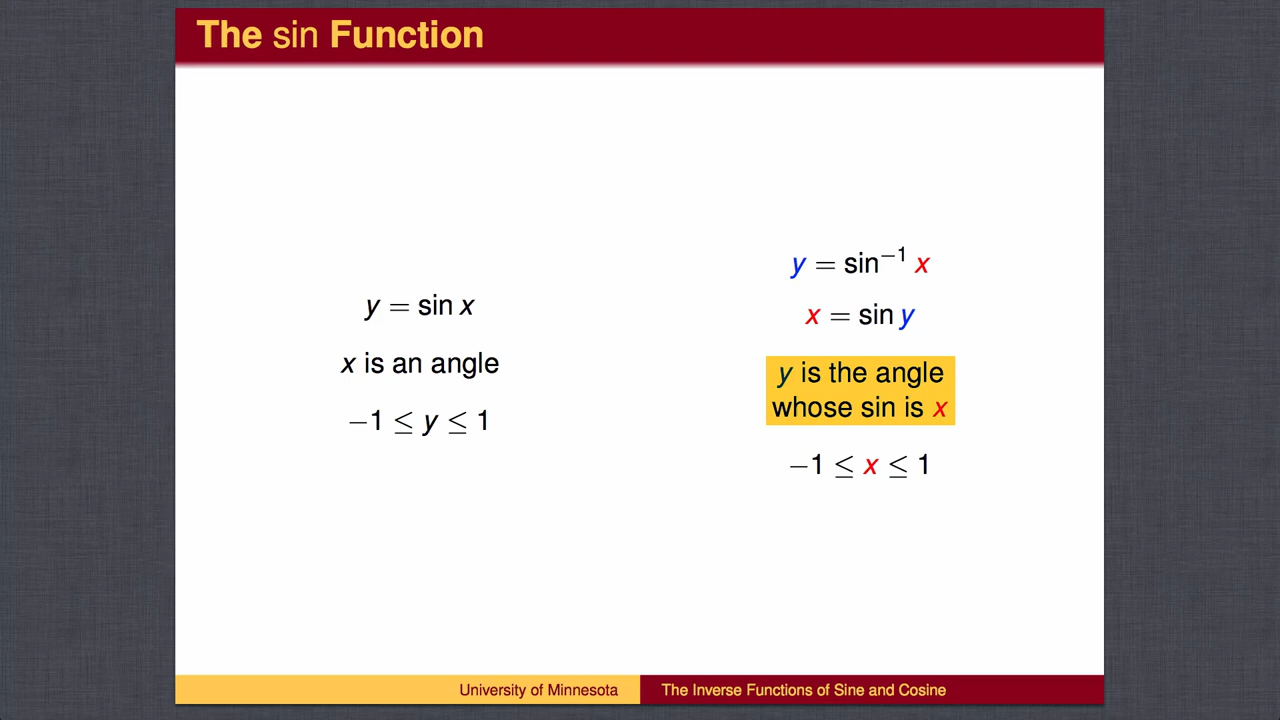 The sin Function
y = sin x
x is an angle
−1 ≤ y ≤ 1
y = sin⁻¹ x
x = sin y
y is the angle
whose sin is x
−1 ≤ x ≤ 1
University of Minnesota
The Inverse Functions of Sine and Cosine